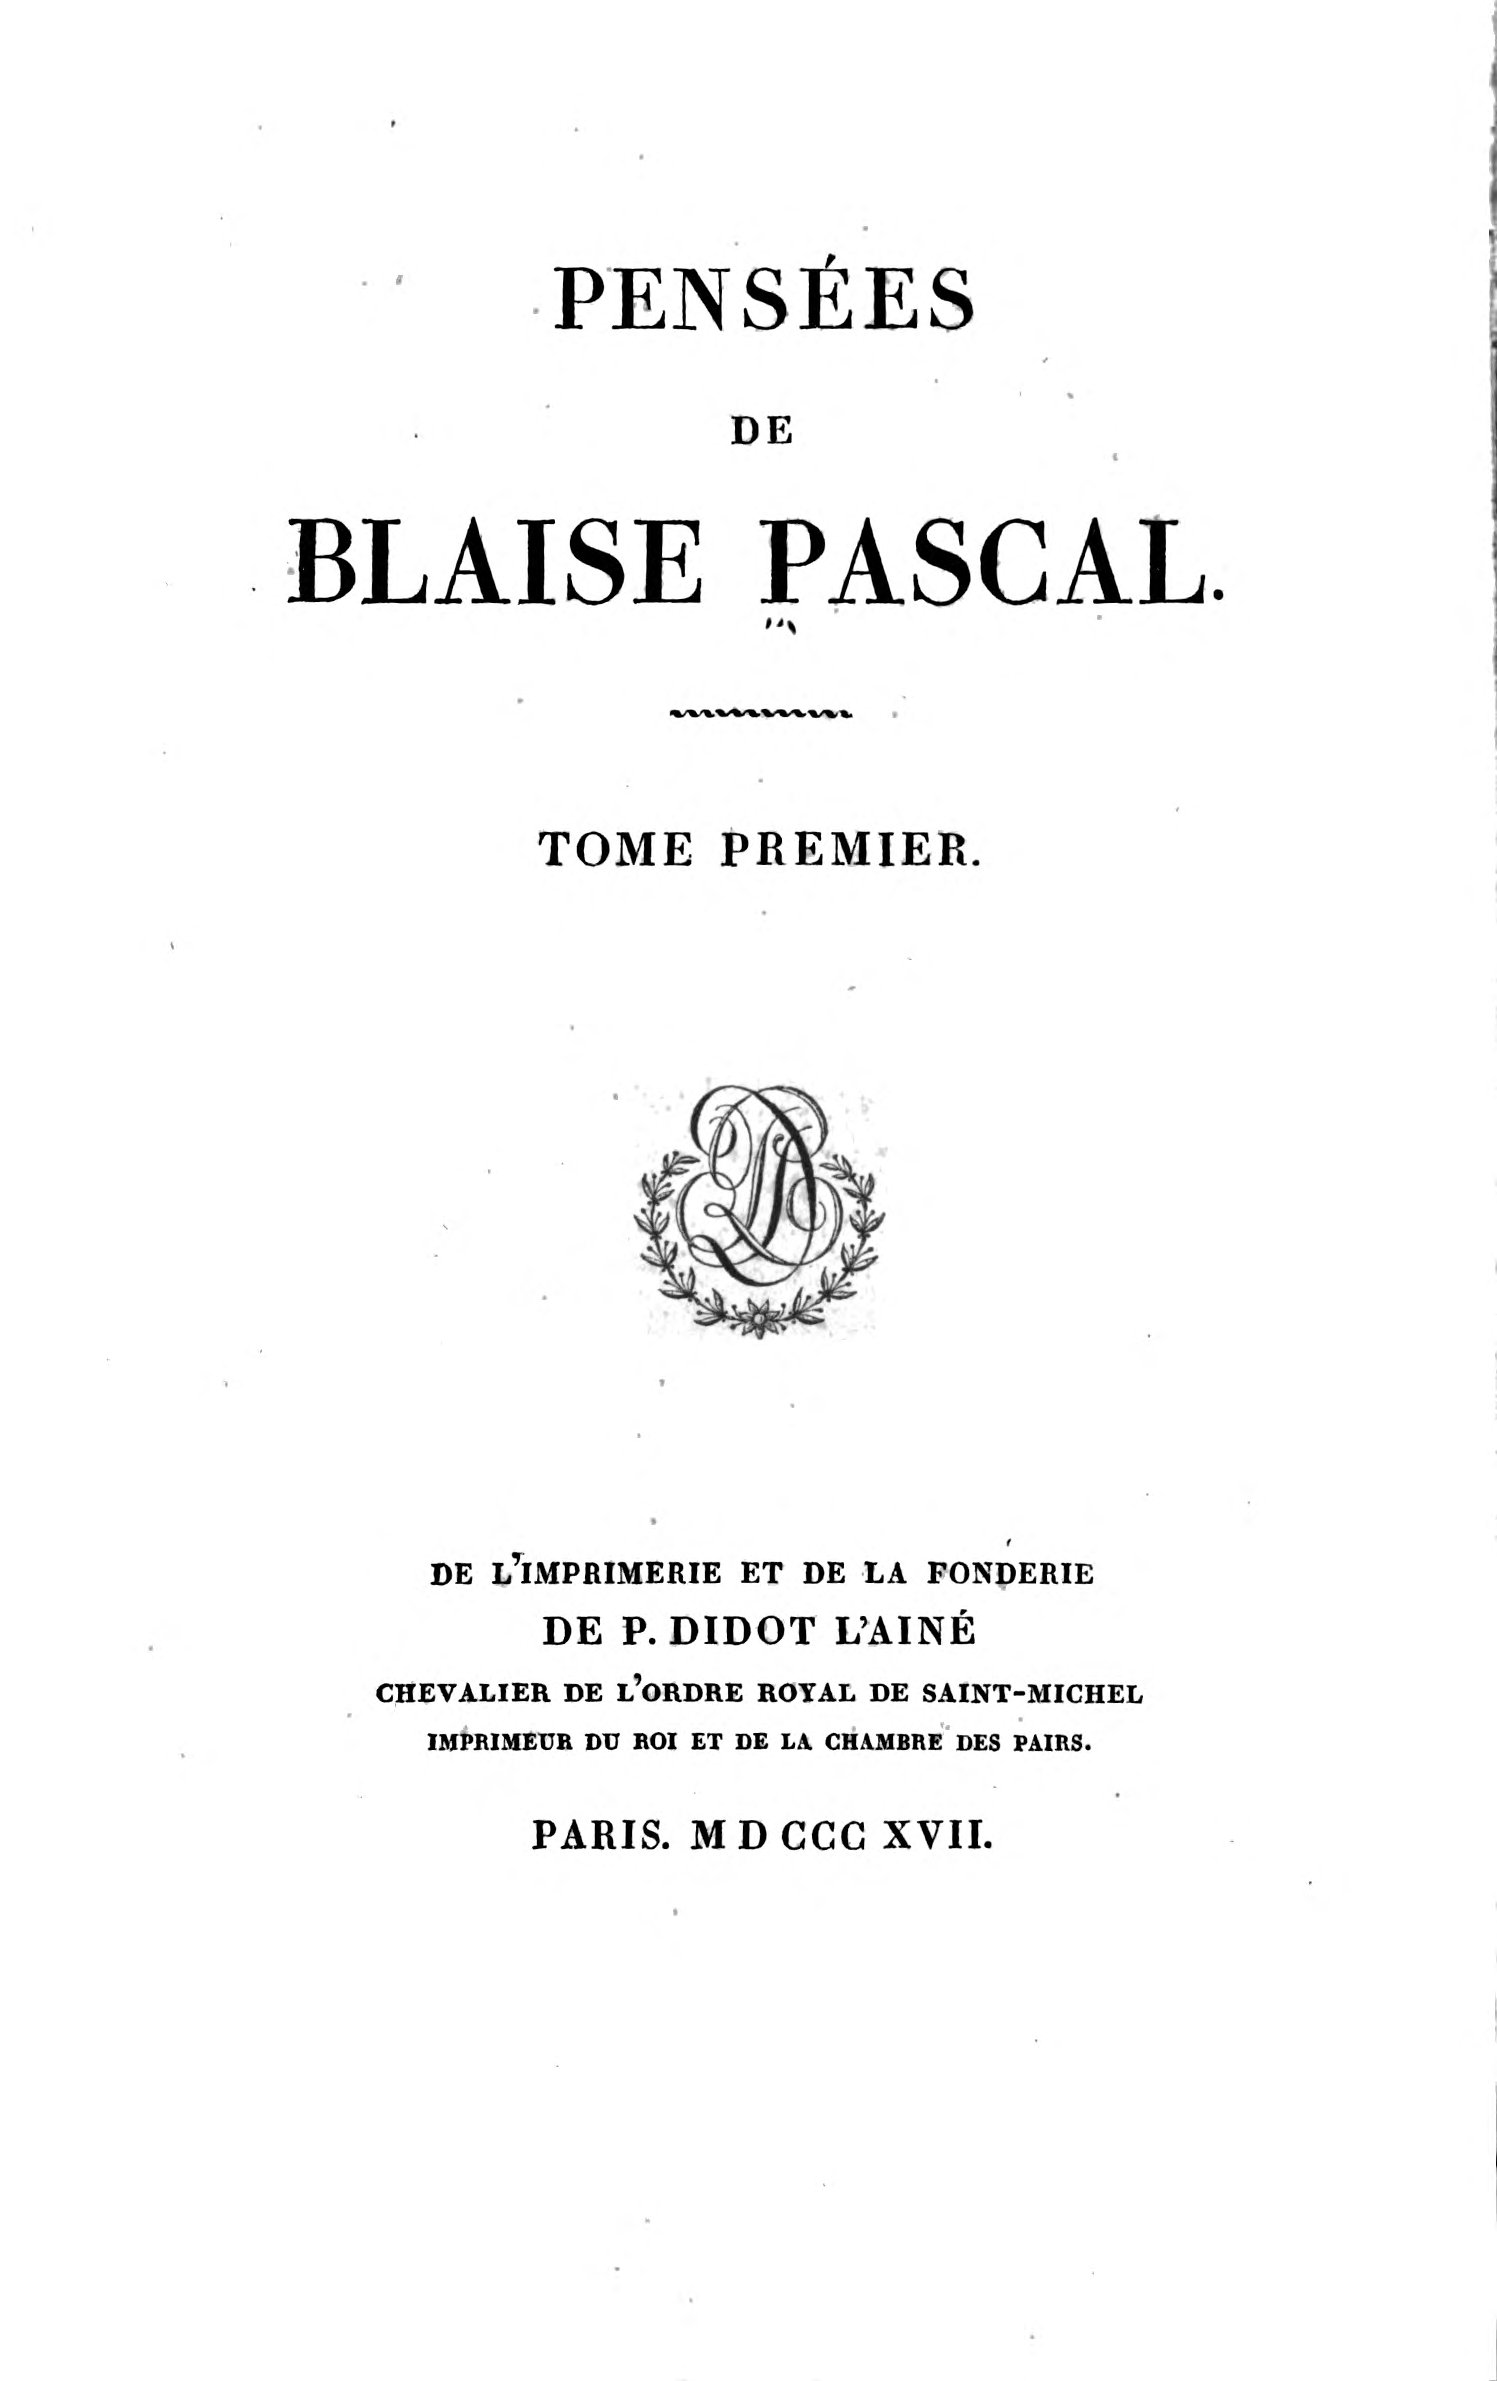 PENSÉES
DE
BLAISE PASCAL.
TOME PREMIER.
DE L'IMPRIMERIE ET DE LA FONDERIE
DE P. DIDOT L'AINÉ
CHEVALIER DE L'ORDRE ROYAL DE SAINT-MICHEL
IMPRIMEUR DU ROI ET DE LA CHAMBRE DES PAIRS.
PARIS. M D CCC XVII.